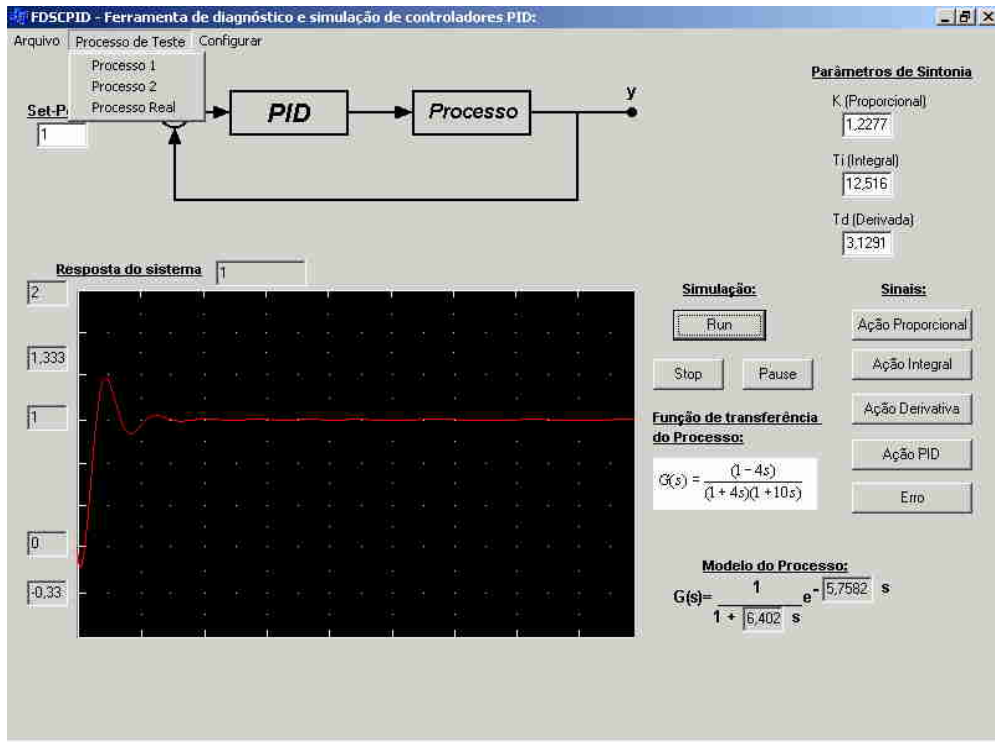 FDSCPID - Ferramenta de diagnóstico e simulação de controladores PID:
Arquivo Processo de Teste Configurar
Processo 1
Processo 2
Processo Real
Set-P
1
PID
Processo
y
Parâmetros de Sintonia
K (Proporcional)
1,2277
Ti (Integral)
12,516
Td (Derivada)
3,1291
Resposta do sistema 1
2
1,333
1
0
-0,33
Simulação:
Run
Stop Pause
Sinais:
Ação Proporcional
Ação Integral
Ação Derivativa
Ação PID
Erro
Função de transferência
do Processo:
G(s) = (1-4s) / (1+4s)(1+10s)
Modelo do Processo:
G(s)= 1 / 1 + 6,402 s e - 5,7582 s